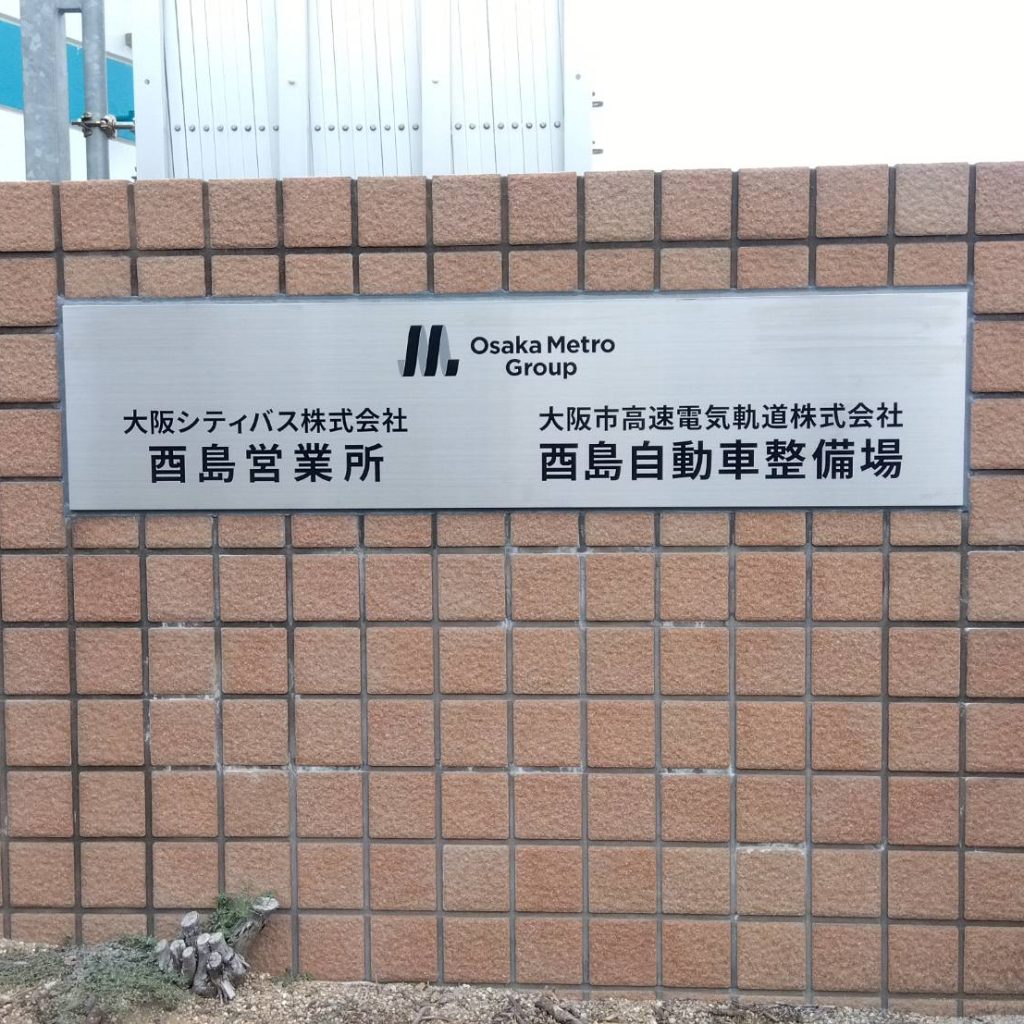 Osaka Metro
Group
大阪シティバス株式会社
酉島営業所
大阪市高速電気軌道株式会社
酉島自動車整備場